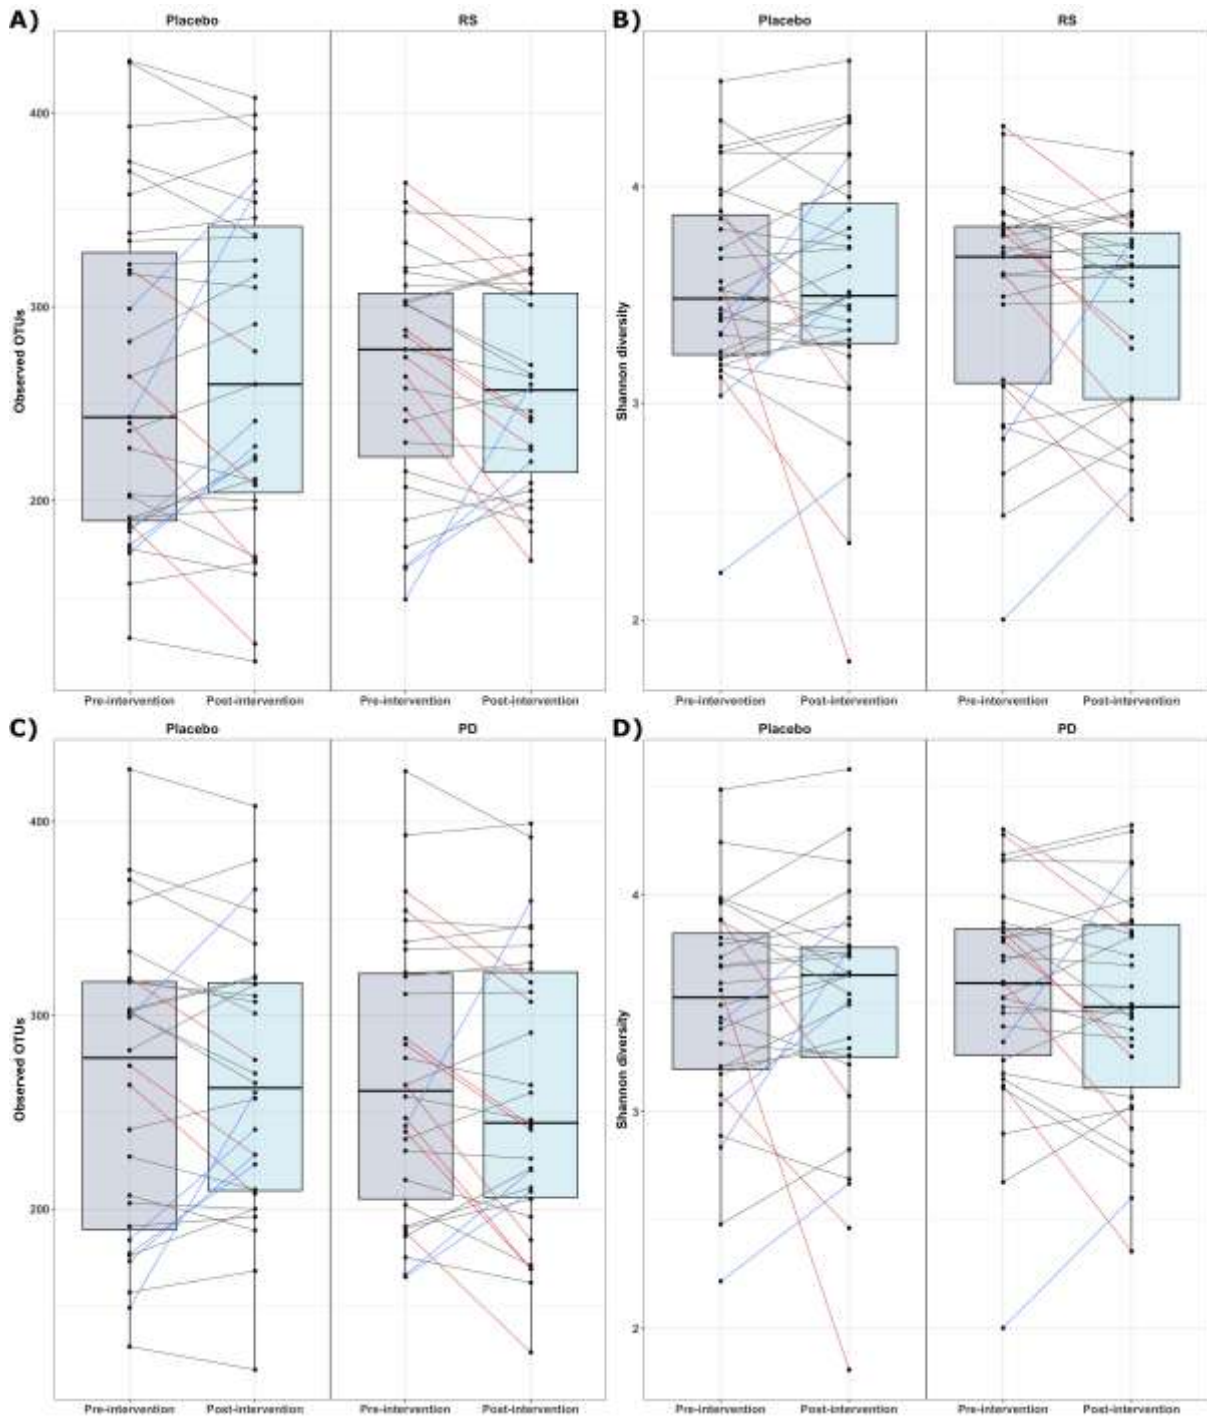 A)
Placebo
RS
Observed OTUs
400
300
200
Pre-intervention
Post-intervention
Pre-intervention
Post-intervention
B)
Placebo
RS
Shannon diversity
4
3
2
Pre-intervention
Post-intervention
Pre-intervention
Post-intervention
C)
Placebo
PD
Observed OTUs
400
300
200
Pre-intervention
Post-intervention
Pre-intervention
Post-intervention
D)
Placebo
PD
Shannon diversity
4
3
2
Pre-intervention
Post-intervention
Pre-intervention
Post-intervention